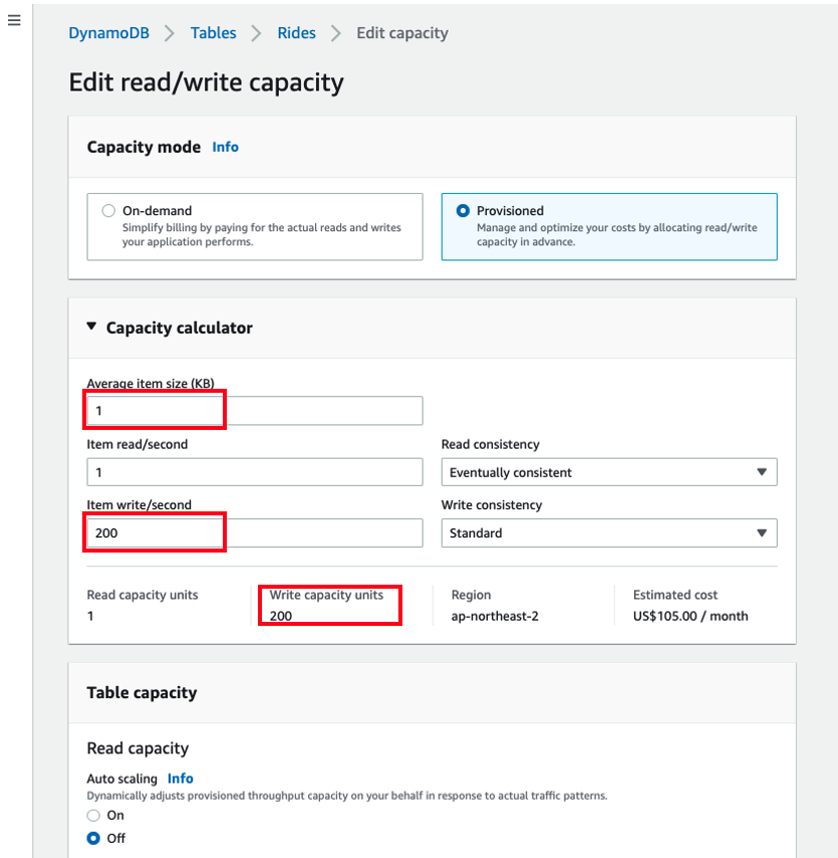 DynamoDB > Tables > Rides > Edit capacity
Edit read/write capacity
Capacity mode Info
On-demand
Simplify billing by paying for the actual reads and writes
your application performs.
Provisioned
Manage and optimize your costs by allocating read/write
capacity in advance.
Capacity calculator
Average item size (KB)
1
Item read/second
1
Read consistency
Eventually consistent
Item write/second
200
Write consistency
Standard
Read capacity units
1
Write capacity units
200
Region
ap-northeast-2
Estimated cost
US$105.00 / month
Table capacity
Read capacity
Auto scaling Info
Dynamically adjusts provisioned throughput capacity on your behalf in response to actual traffic patterns.
On
Off